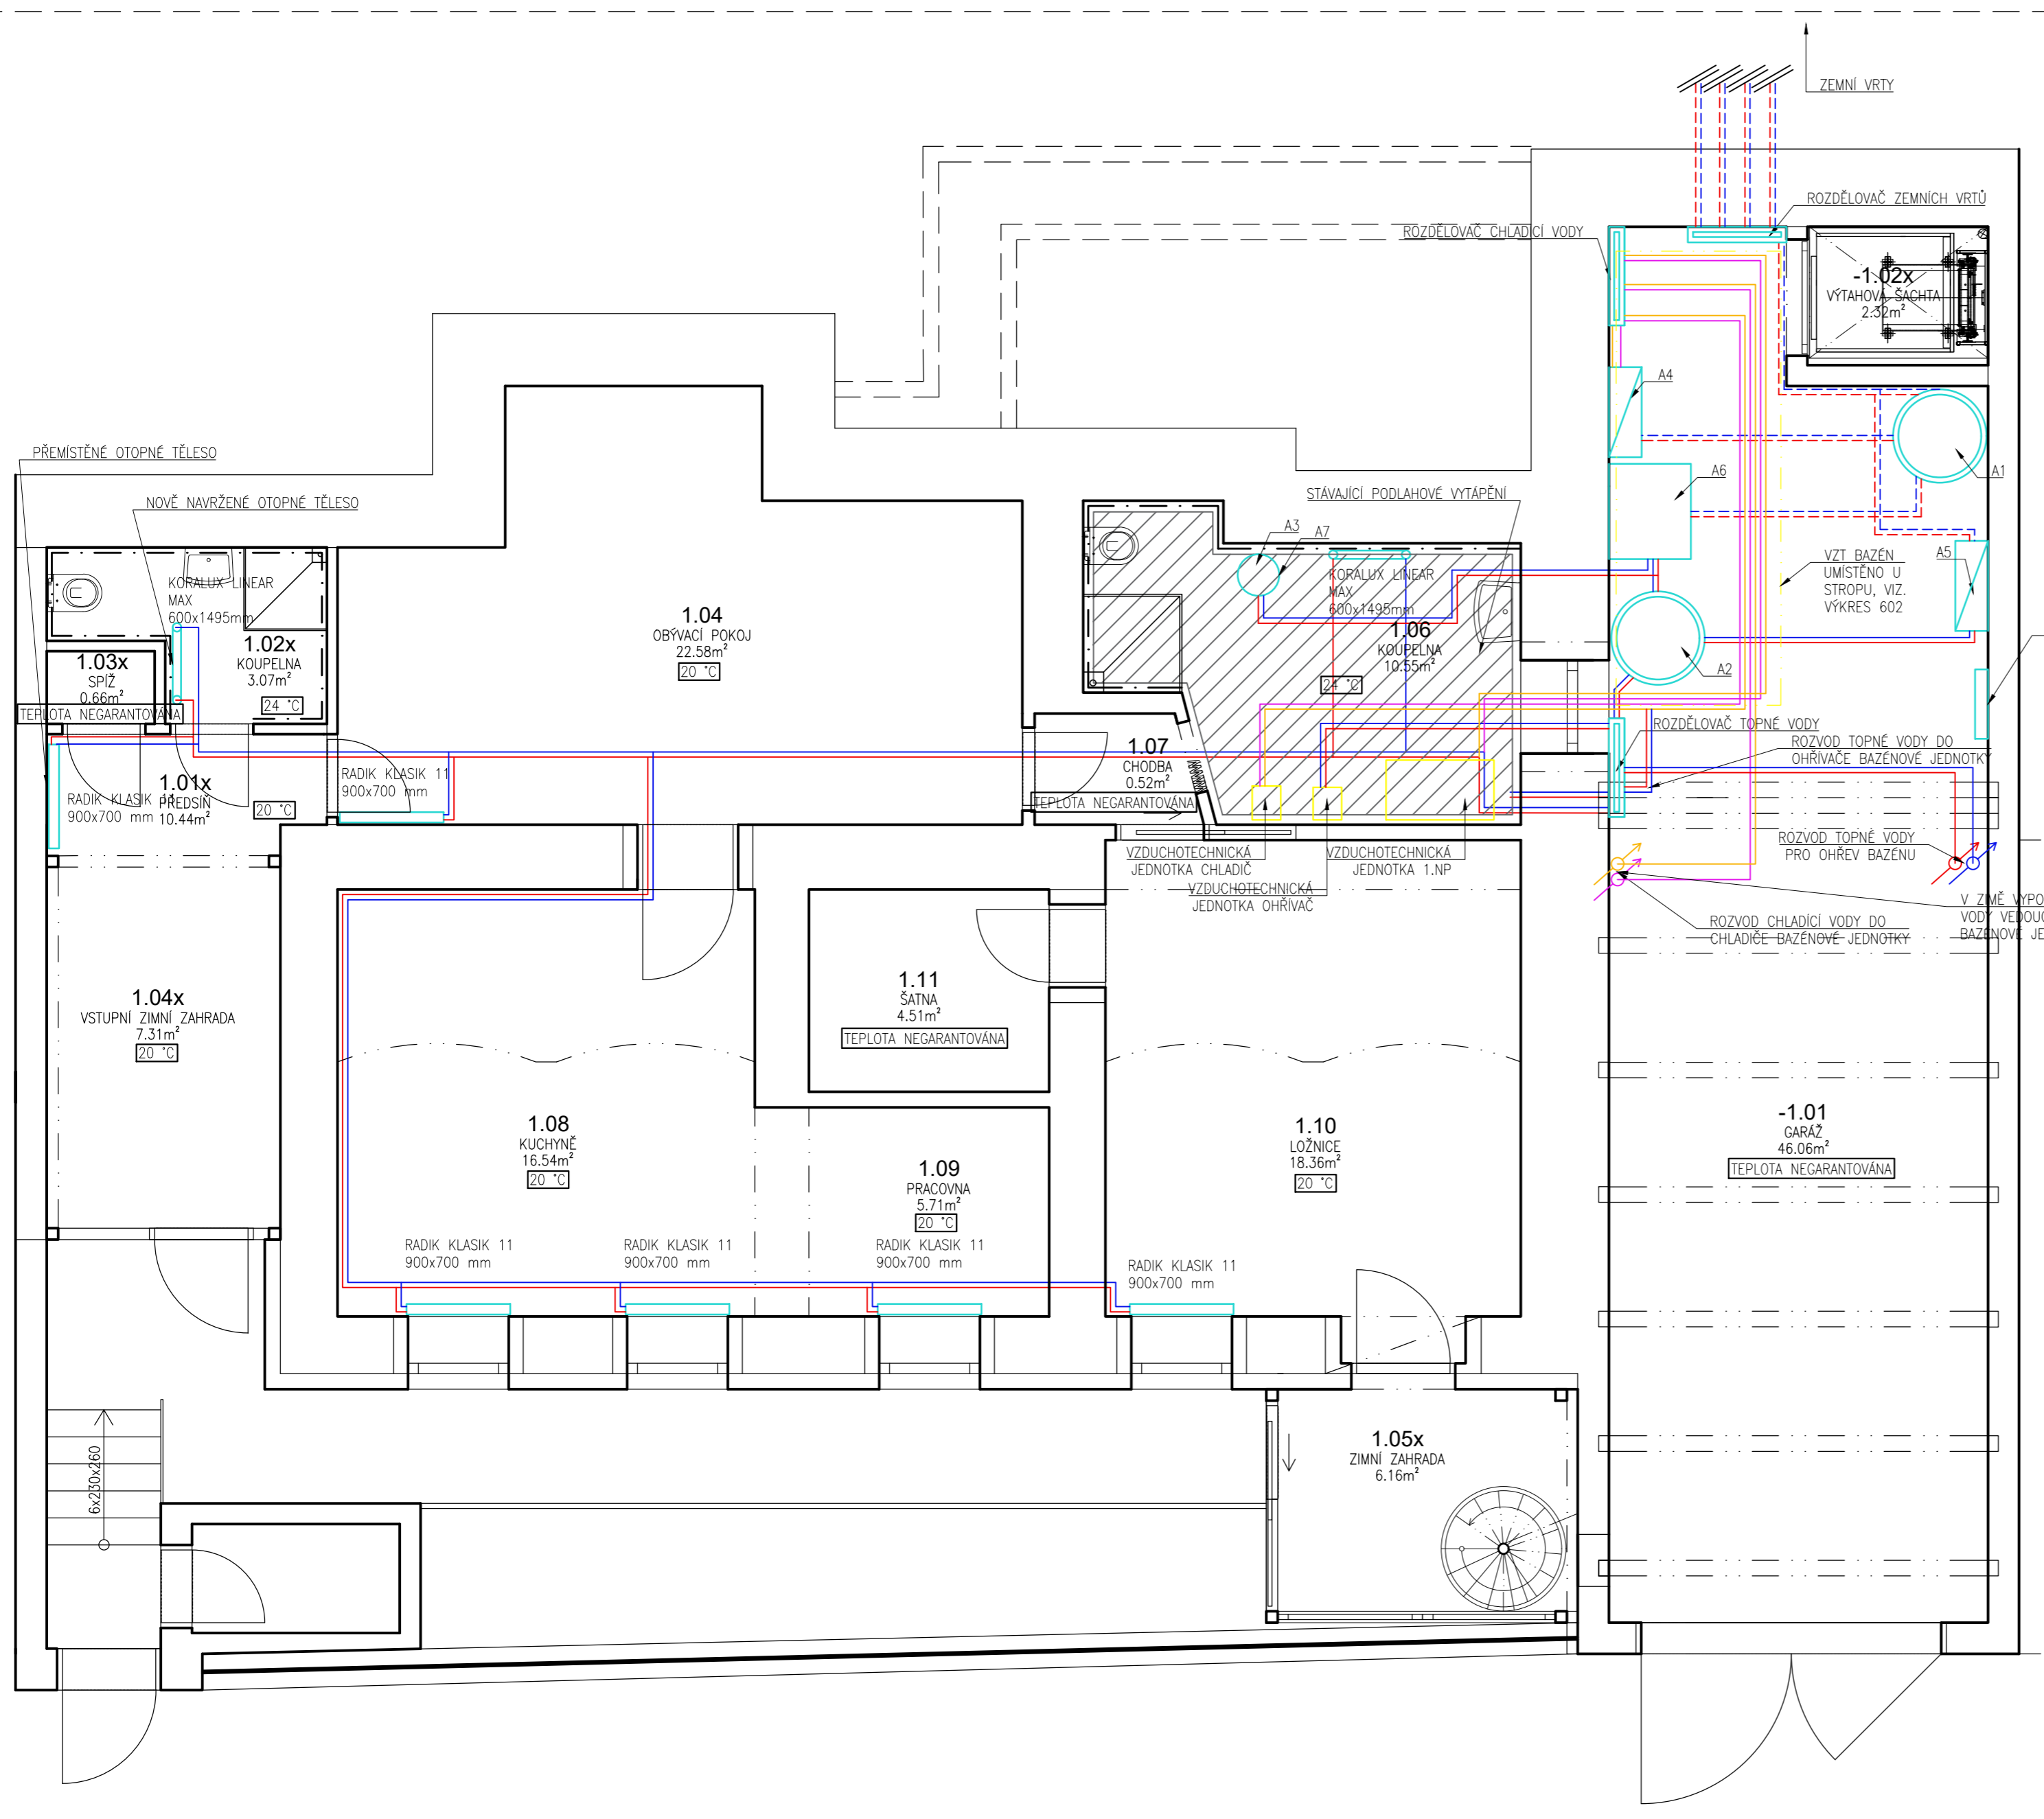 ZEMNÍ VRTY
ROZDĚLOVAČ ZEMNÍCH VRTŮ
ROZDĚLOVAČ CHLADÍCÍ VODY
-1.02x
VÝTAHOVÁ ŠACHTA
2.32m²
A4
A1
A6
PŘEMÍSTĚNÉ OTOPNÉ TĚLESO
NOVĚ NAVRŽENÉ OTOPNÉ TĚLESO
STÁVAJÍCÍ PODLAHOVÉ VYTÁPĚNÍ
A3
A7
A5
VZT BAZÉN
UMÍSTĚNO U
STROPU, VIZ.
VÝKRES 602
KORALUX LINEAR
MAX
600x1495mm
1.02x
KOUPELNA
3.07m²
24 °C
1.03x
SPÍŽ
0.66m²
TEPLOTA NEGARANTOVÁNA
1.04
OBÝVACÍ POKOJ
22.58m²
20 °C
KORALUX LINEAR
MAX
600x1495mm
1.06
KOUPELNA
10.55m²
24 °C
A2
ROZDĚLOVAČ TOPNÉ VODY
ROZVOD TOPNÉ VODY DO
OHŘÍVAČE BAZÉNOVÉ JEDNOTKY
1.07
CHODBA
0.52m²
TEPLOTA NEGARANTOVÁNA
RADIK KLASIK 11
900x700 mm
1.01x
PŘEDSÍŇ
10.44m²
20 °C
RADIK KLASIK 11
900x700 mm
VZDUCHOTECHNICKÁ
JEDNOTKA CHLADIČ
VZDUCHOTECHNICKÁ
JEDNOTKA 1.NP
VZDUCHOTECHNICKÁ
JEDNOTKA OHŘÍVAČ
ROZVOD TOPNÉ VODY
PRO OHŘEV BAZÉNU
V ZIMĚ VYPO
VODY VEDOUC
BAZÉNOVÉ JE
ROZVOD CHLADÍCÍ VODY DO
CHLADIČE BAZÉNOVÉ JEDNOTKY
1.04x
VSTUPNÍ ZIMNÍ ZAHRADA
7.31m²
20 °C
1.11
ŠATNA
4.51m²
TEPLOTA NEGARANTOVÁNA
1.08
KUCHYNĚ
16.54m²
20 °C
1.09
PRACOVNA
5.71m²
20 °C
1.10
LOŽNICE
18.36m²
20 °C
-1.01
GARÁŽ
46.06m²
TEPLOTA NEGARANTOVÁNA
RADIK KLASIK 11
900x700 mm
RADIK KLASIK 11
900x700 mm
RADIK KLASIK 11
900x700 mm
RADIK KLASIK 11
900x700 mm
1.05x
ZIMNÍ ZAHRADA
6.16m²
6x230x260